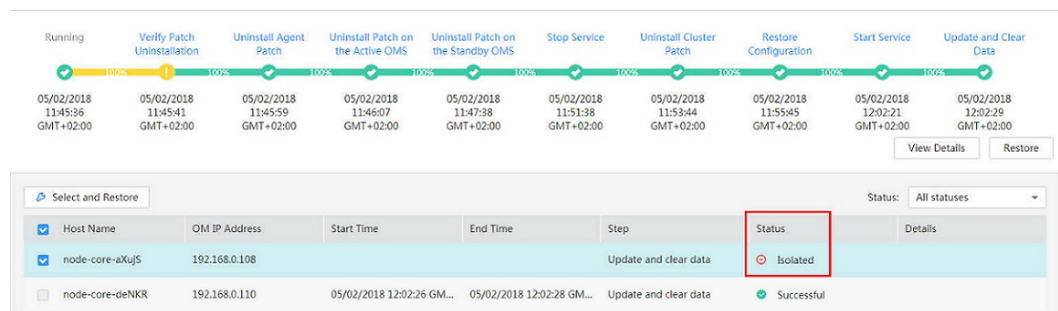 Running
Verify Patch
Uninstallation
Uninstall Agent
Patch
Uninstall Patch on
the Active OMS
Uninstall Patch on
the Standby OMS
Stop Service
Uninstall Cluster
Patch
Restore
Configuration
Start Service
Update and Clear
Data
100% 100% 100% 100% 100% 100% 100% 100% 100%
05/02/2018
11:45:36
GMT+02:00
05/02/2018
11:45:41
GMT+02:00
05/02/2018
11:45:59
GMT+02:00
05/02/2018
11:46:07
GMT+02:00
05/02/2018
11:47:38
GMT+02:00
05/02/2018
11:51:38
GMT+02:00
05/02/2018
11:53:44
GMT+02:00
05/02/2018
11:55:45
GMT+02:00
05/02/2018
12:02:21
GMT+02:00
05/02/2018
12:02:29
GMT+02:00
View Details Restore
Select and Restore Status: All statuses
Host Name OM IP Address Start Time End Time Step Status Details
node-core-aXujS 192.168.0.108 Update and clear data Isolated
node-core-deNKR 192.168.0.110 05/02/2018 12:02:26 GM... 05/02/2018 12:02:28 GM... Update and clear data Successful